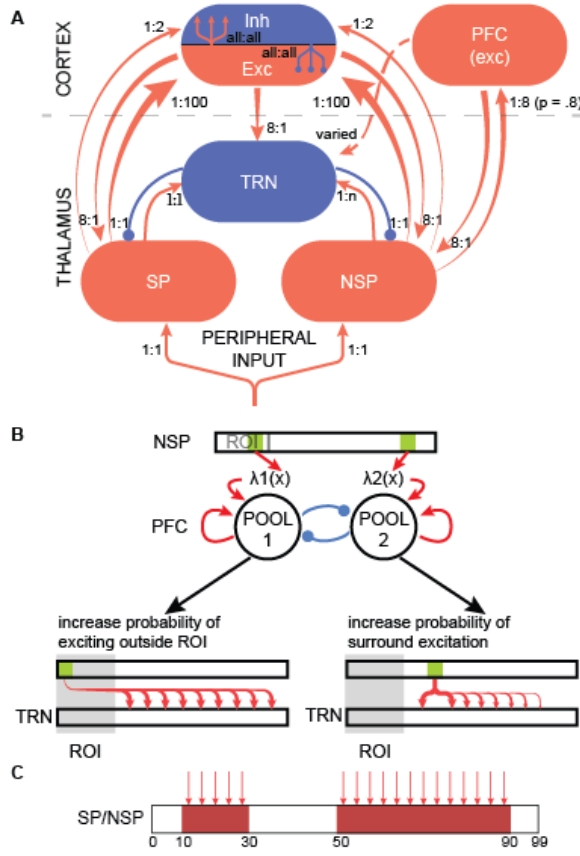 A
CORTEX
THALAMUS
Inh
all:all
all:all
Exc
PFC
(exc)
1:2
1:2
1:100
1:100
1:8 (p = .8)
8:1
varied
TRN
1:1
1:n
8:1
1:1
1:1
8:1
8:1
SP
NSP
PERIPHERAL
INPUT
1:1
1:1
B
NSP
ROI
λ1(x)
λ2(x)
PFC
POOL
1
POOL
2
increase probability of
exciting outside ROI
increase probability of
surround excitation
TRN
TRN
ROI
ROI
C
SP/NSP
0
10
30
50
90
99